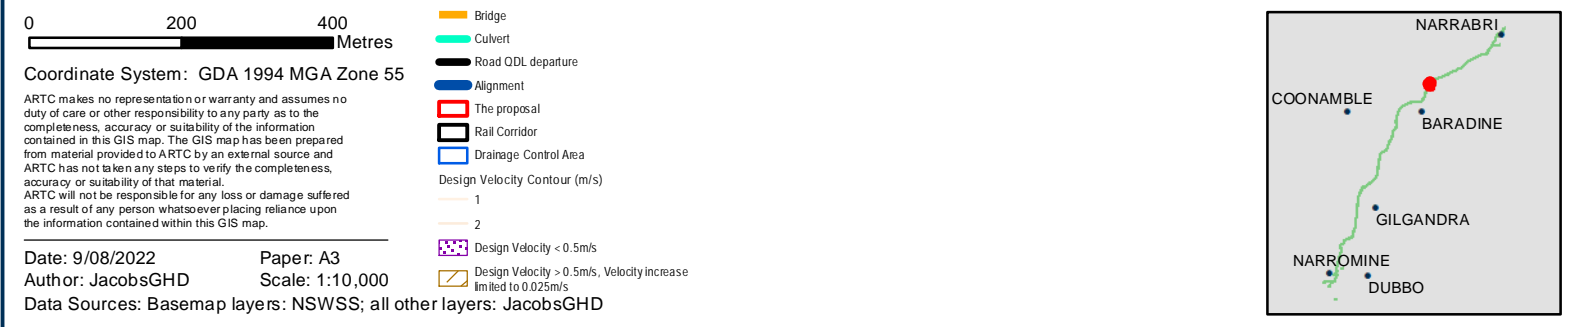 0 200 400
Metres
Coordinate System: GDA 1994 MGA Zone 55
ARTC makes no representation or warranty and assumes no
duty of care or other responsibility to any party as to the
completeness, accuracy or suitability of the information
contained in this GIS map. The GIS map has been prepared
from material provided to ARTC by an external source and
ARTC has not taken any steps to verify the completeness,
accuracy or suitability of that material.
ARTC will not be responsible for any loss or damage suffered
as a result of any person whatsoever placing reliance upon
the information contained within this GIS map.
Date: 9/08/2022 Paper: A3
Author: JacobsGHD Scale: 1:10,000
Data Sources: Basemap layers: NSWSS; all other layers: JacobsGHD
Bridge
Culvert
Road QDL departure
Alignment
The proposal
Rail Corridor
Drainage Control Area
Design Velocity Contour (m/s)
1
2
Design Velocity < 0.5m/s
Design Velocity > 0.5m/s, Velocity increase
limited to 0.025m/s
NARRABRI
COONAMBLE
BARADINE
GILGANDRA
NARROMINE
DUBBO